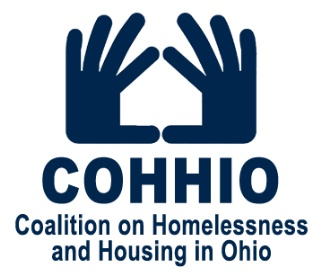 COHHIO
Coalition on Homelessness
and Housing in Ohio